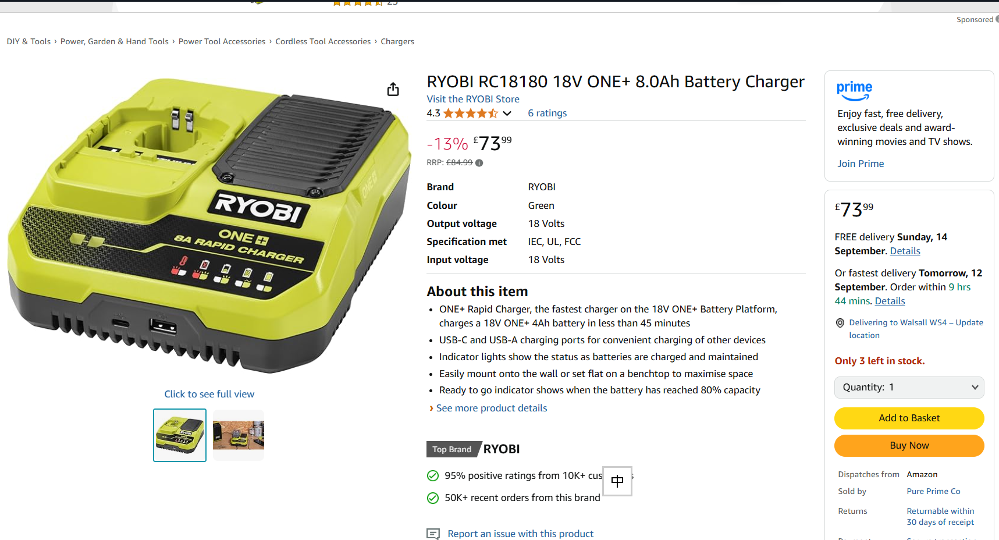 Sponsored
DIY & Tools › Power, Garden & Hand Tools › Power Tool Accessories › Cordless Tool Accessories › Chargers
RYOBI RC18180 18V ONE+ 8.0Ah Battery Charger
Visit the RYOBI Store
4.3
6 ratings
-13% £73.99
RRP: £84.99
Brand RYOBI
Colour Green
Output voltage 18 Volts
Specification met IEC, UL, FCC
Input voltage 18 Volts
About this item
• ONE+ Rapid Charger, the fastest charger on the 18V ONE+ Battery Platform,
charges a 18V ONE+ 4Ah battery in less than 45 minutes
• USB-C and USB-A charging ports for convenient charging of other devices
• Indicator lights show the status as batteries are charged and maintained
• Easily mount onto the wall or set flat on a benchtop to maximise space
• Ready to go indicator shows when the battery has reached 80% capacity
› See more product details
Top Brand RYOBI
95% positive ratings from 10K+ cus
中
50K+ recent orders from this brand
Report an issue with this product
RYOBI
ONE+
8A RAPID CHARGER
ONE+
Click to see full view
prime
Enjoy fast, free delivery,
exclusive deals and award-
winning movies and TV shows.
Join Prime
£73.99
FREE delivery Sunday, 14
September. Details
Or fastest delivery Tomorrow, 12
September. Order within 9 hrs
44 mins. Details
Delivering to Walsall WS4 – Update
location
Only 3 left in stock.
Quantity: 1
Add to Basket
Buy Now
Dispatches from Amazon
Sold by Pure Prime Co
Returns Returnable within
30 days of receipt